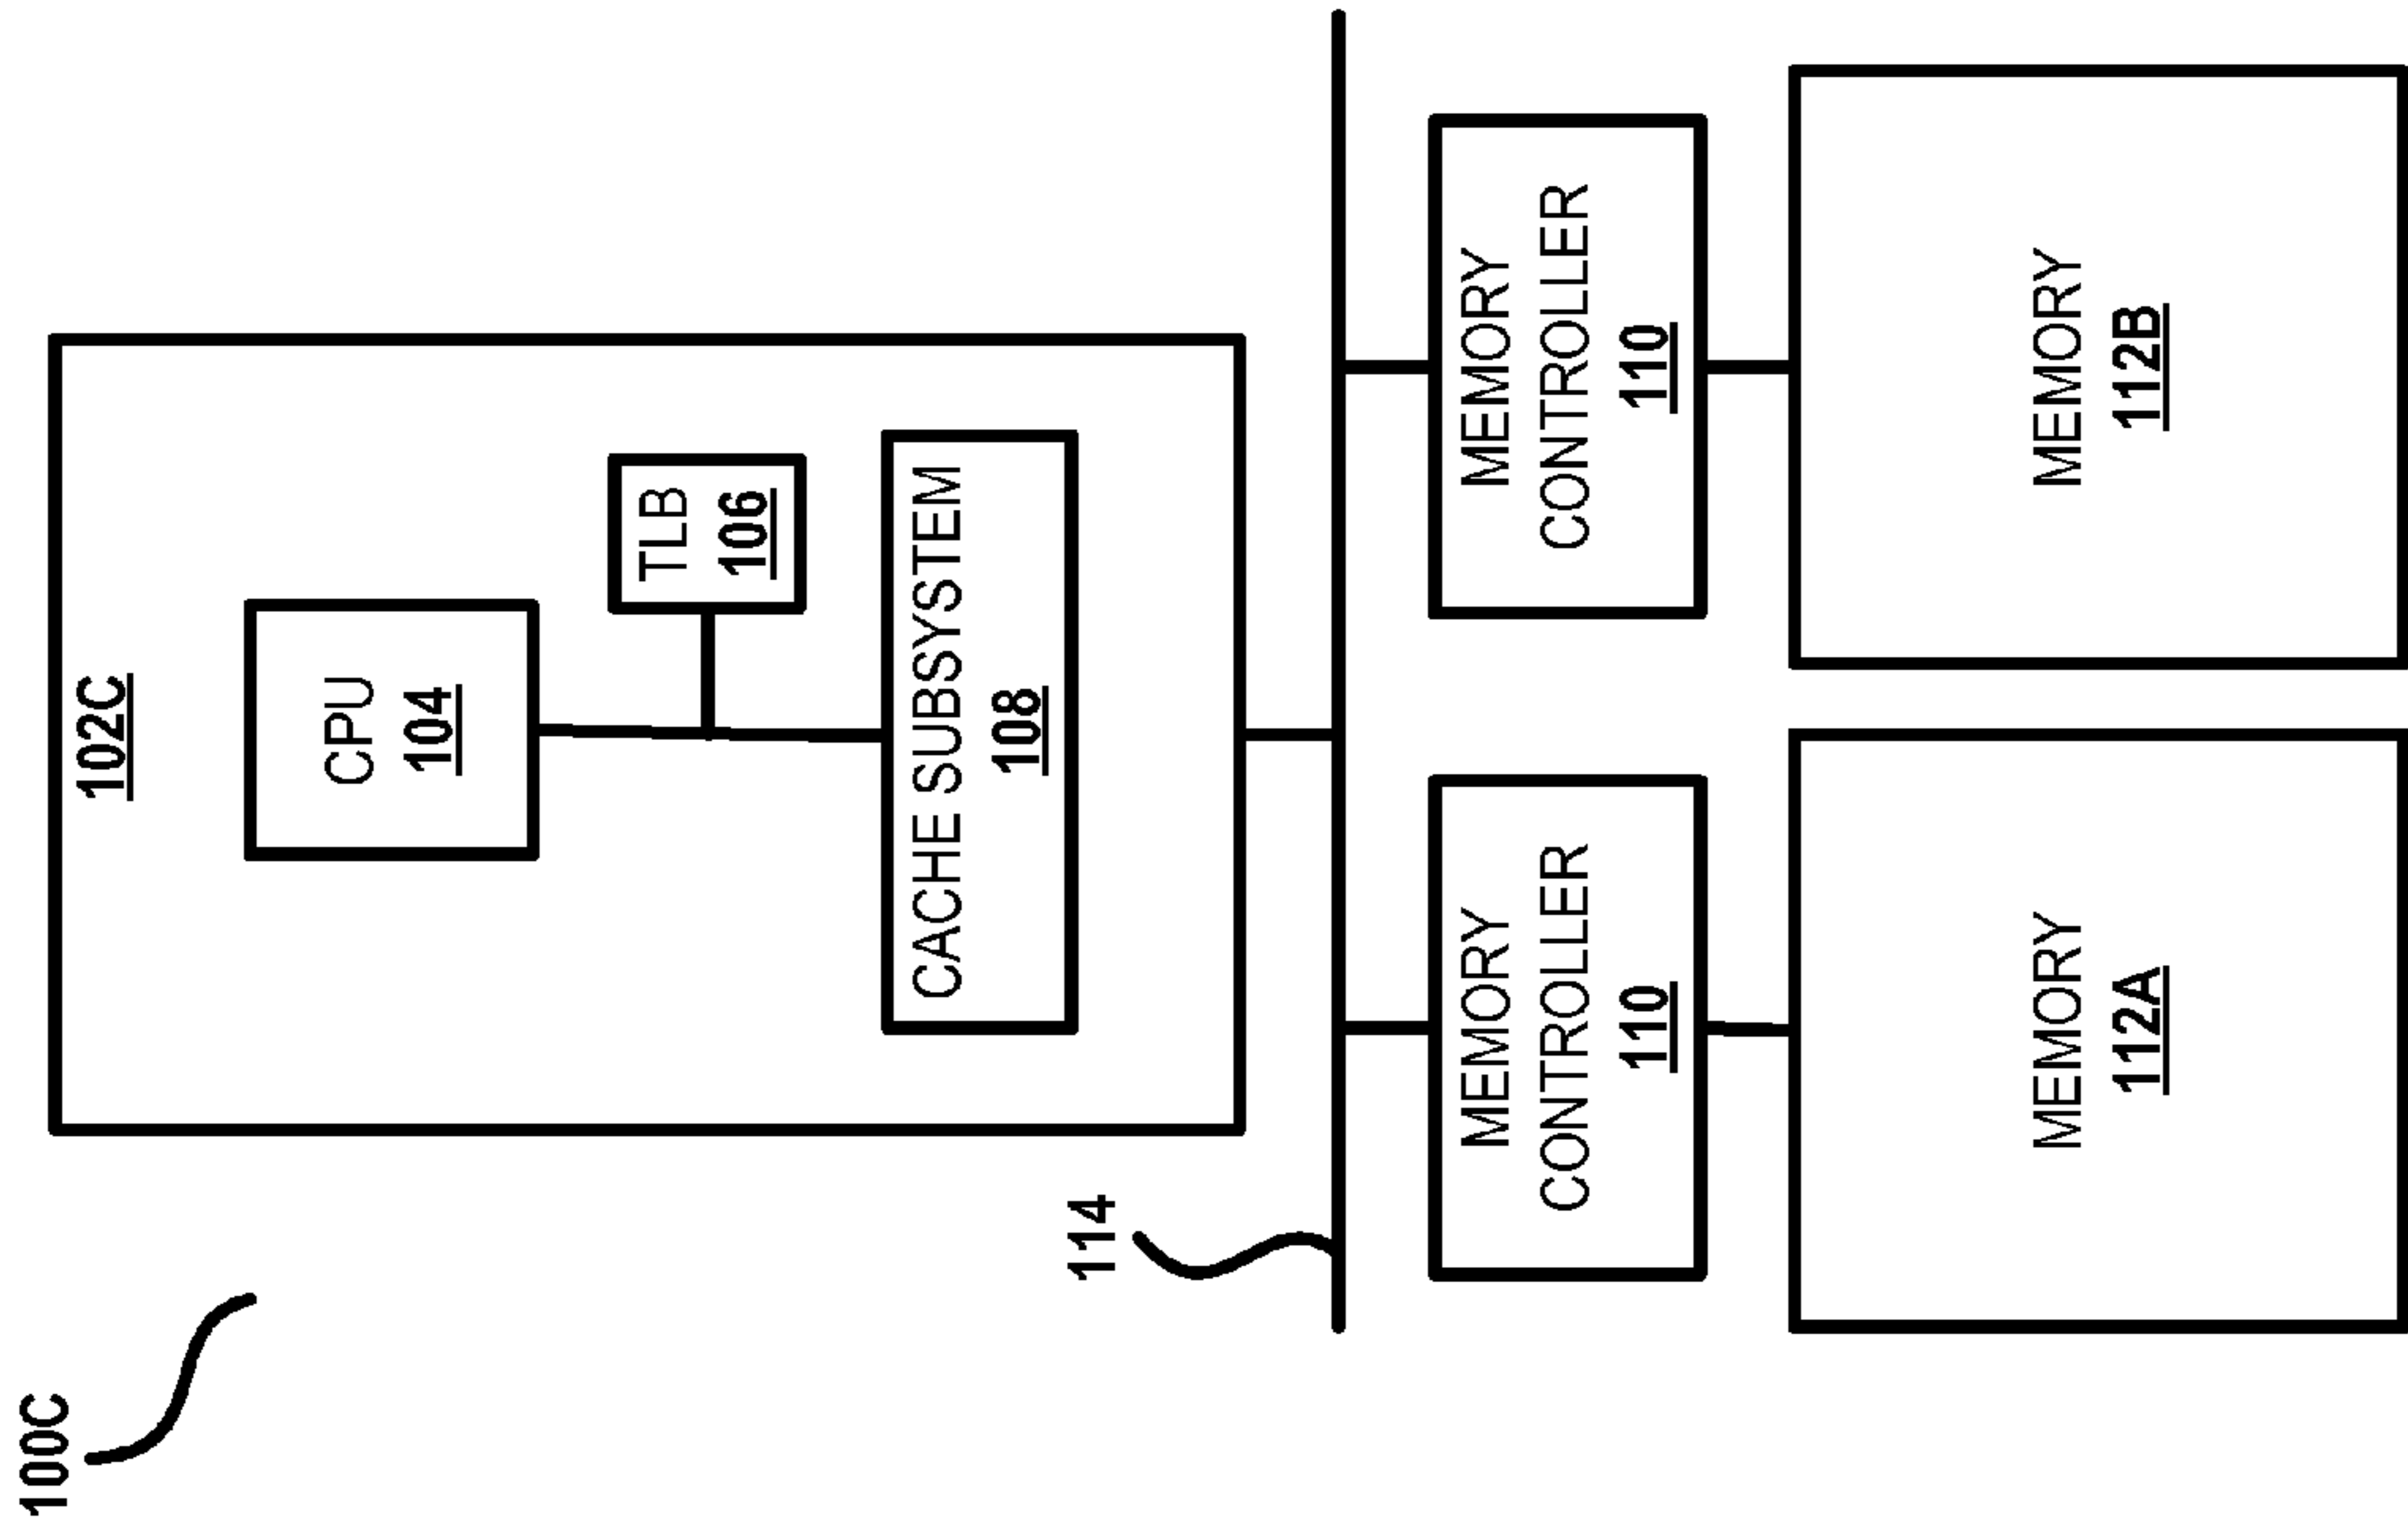 100C
102C
CPU
104
TLB
106
CACHE SUBSYSTEM
108
114
MEMORY
CONTROLLER
110
MEMORY
CONTROLLER
110
MEMORY
112A
MEMORY
112B